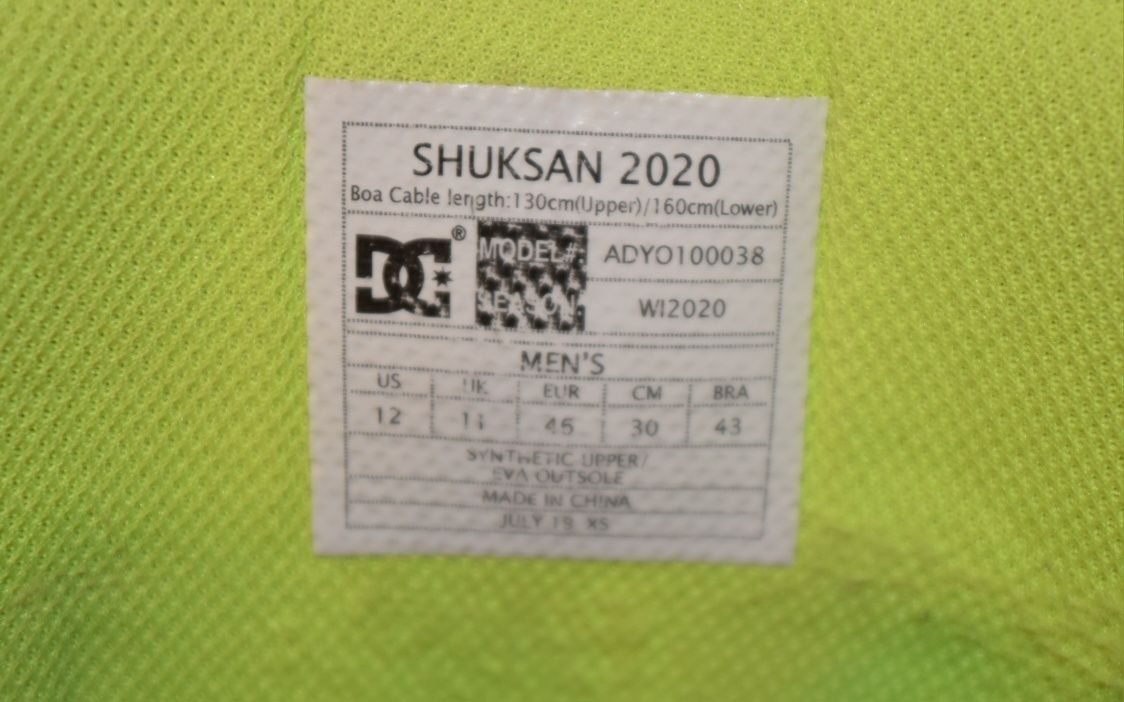 SHUKSAN 2020
Boa Cable length:130cm(Upper)/160cm(Lower)
DC® MODEL#: ADYO100038
SEASON: WI2020
MEN'S
US UK EUR CM BRA
12 11 30 43
SYNTHETIC UPPER/
EVA OUTSOLE
MADE IN CHINA
JULY 19 XS